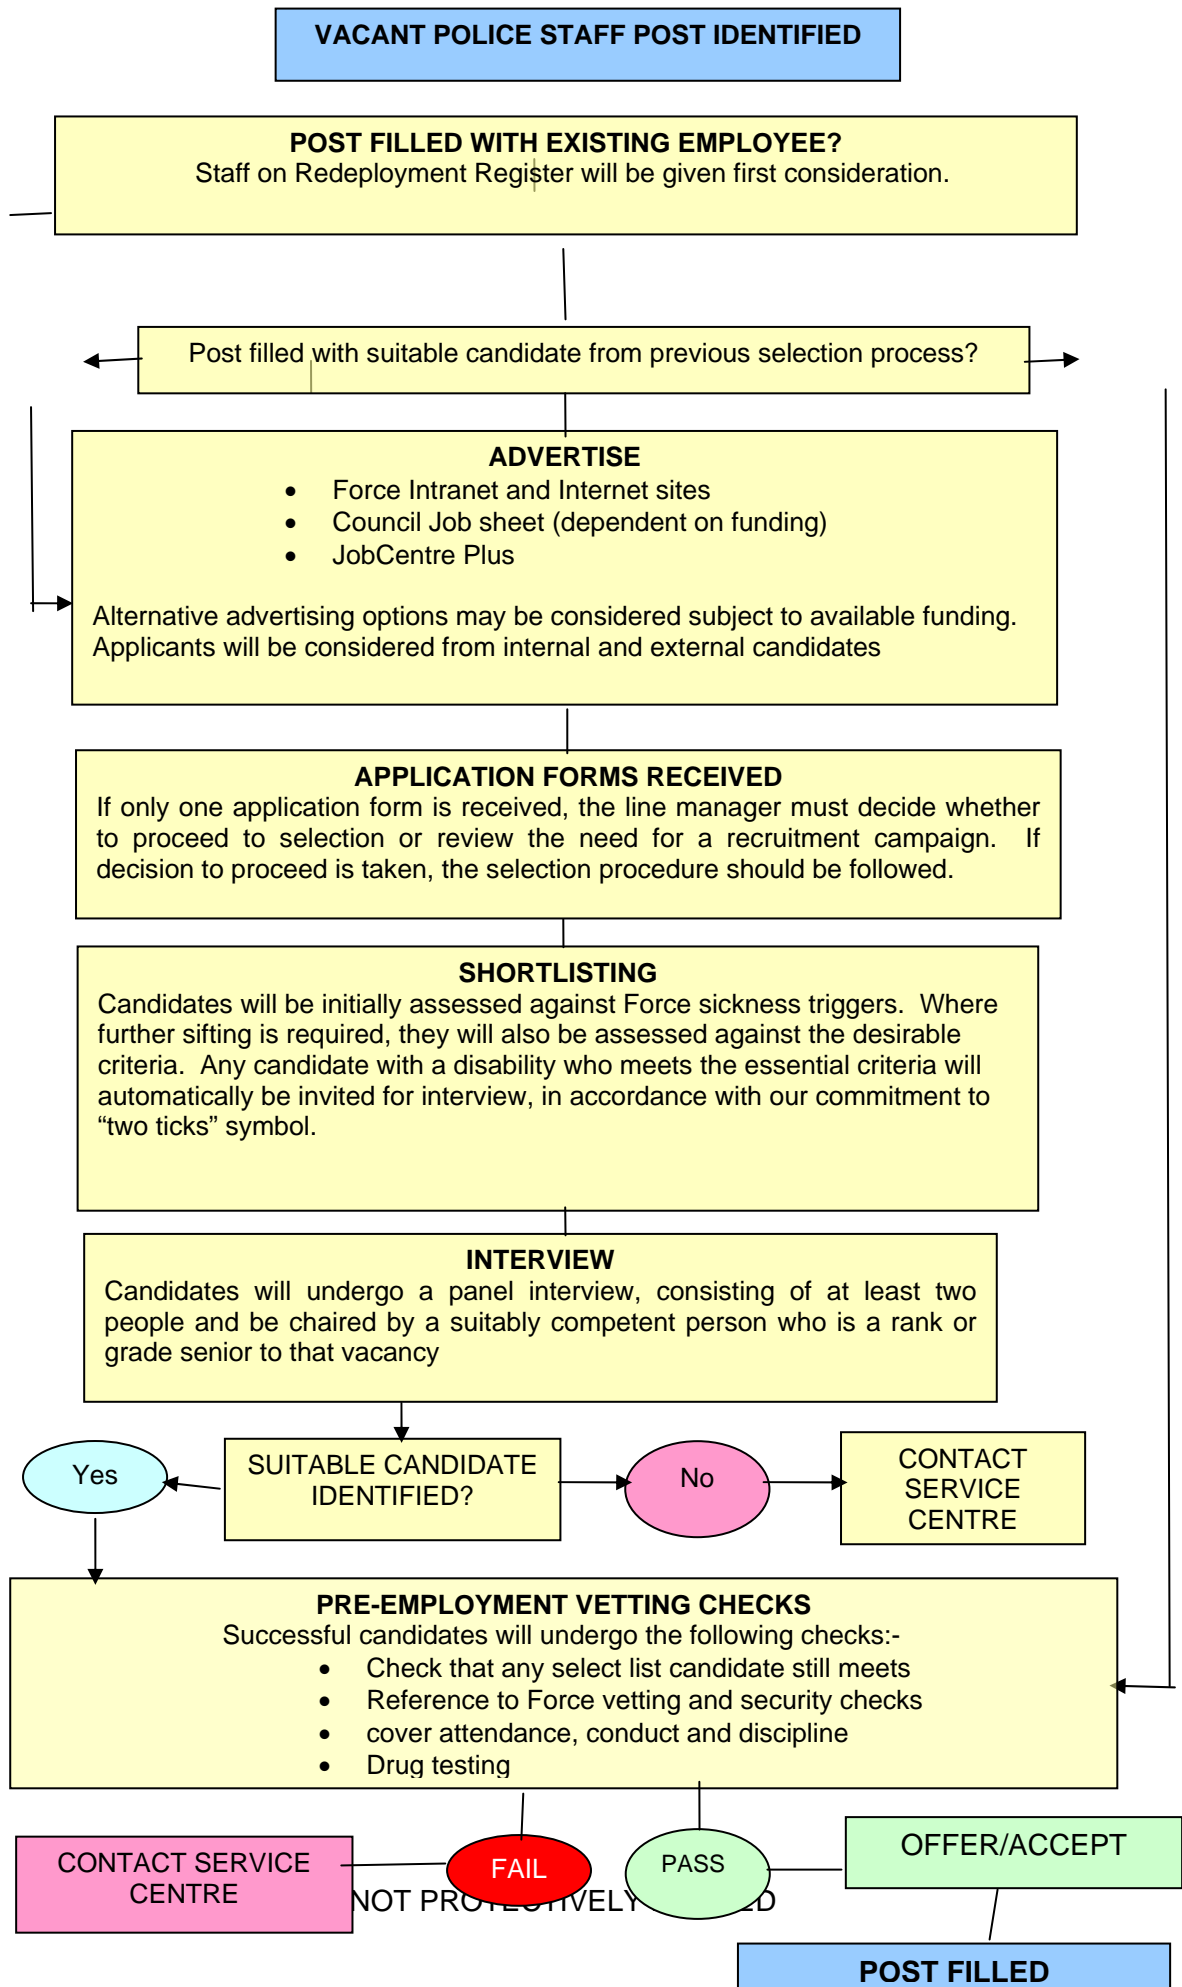 VACANT POLICE STAFF POST IDENTIFIED
POST FILLED WITH EXISTING EMPLOYEE?
Staff on Redeployment Register will be given first consideration.
Post filled with suitable candidate from previous selection process?
ADVERTISE
• Force Intranet and Internet sites
• Council Job sheet (dependent on funding)
• JobCentre Plus
Alternative advertising options may be considered subject to available funding.
Applicants will be considered from internal and external candidates
APPLICATION FORMS RECEIVED
If only one application form is received, the line manager must decide whether
to proceed to selection or review the need for a recruitment campaign. If
decision to proceed is taken, the selection procedure should be followed.
SHORTLISTING
Candidates will be initially assessed against Force sickness triggers. Where
further sifting is required, they will also be assessed against the desirable
criteria. Any candidate with a disability who meets the essential criteria will
automatically be invited for interview, in accordance with our commitment to
“two ticks” symbol.
INTERVIEW
Candidates will undergo a panel interview, consisting of at least two
people and be chaired by a suitably competent person who is a rank or
grade senior to that vacancy
Yes
SUITABLE CANDIDATE
IDENTIFIED?
No
CONTACT
SERVICE
CENTRE
PRE-EMPLOYMENT VETTING CHECKS
Successful candidates will undergo the following checks:-
• Check that any select list candidate still meets
• Reference to Force vetting and security checks
• cover attendance, conduct and discipline
• Drug testing
CONTACT SERVICE
CENTRE
FAIL
PASS
OFFER/ACCEPT
NOT
POST FILLED